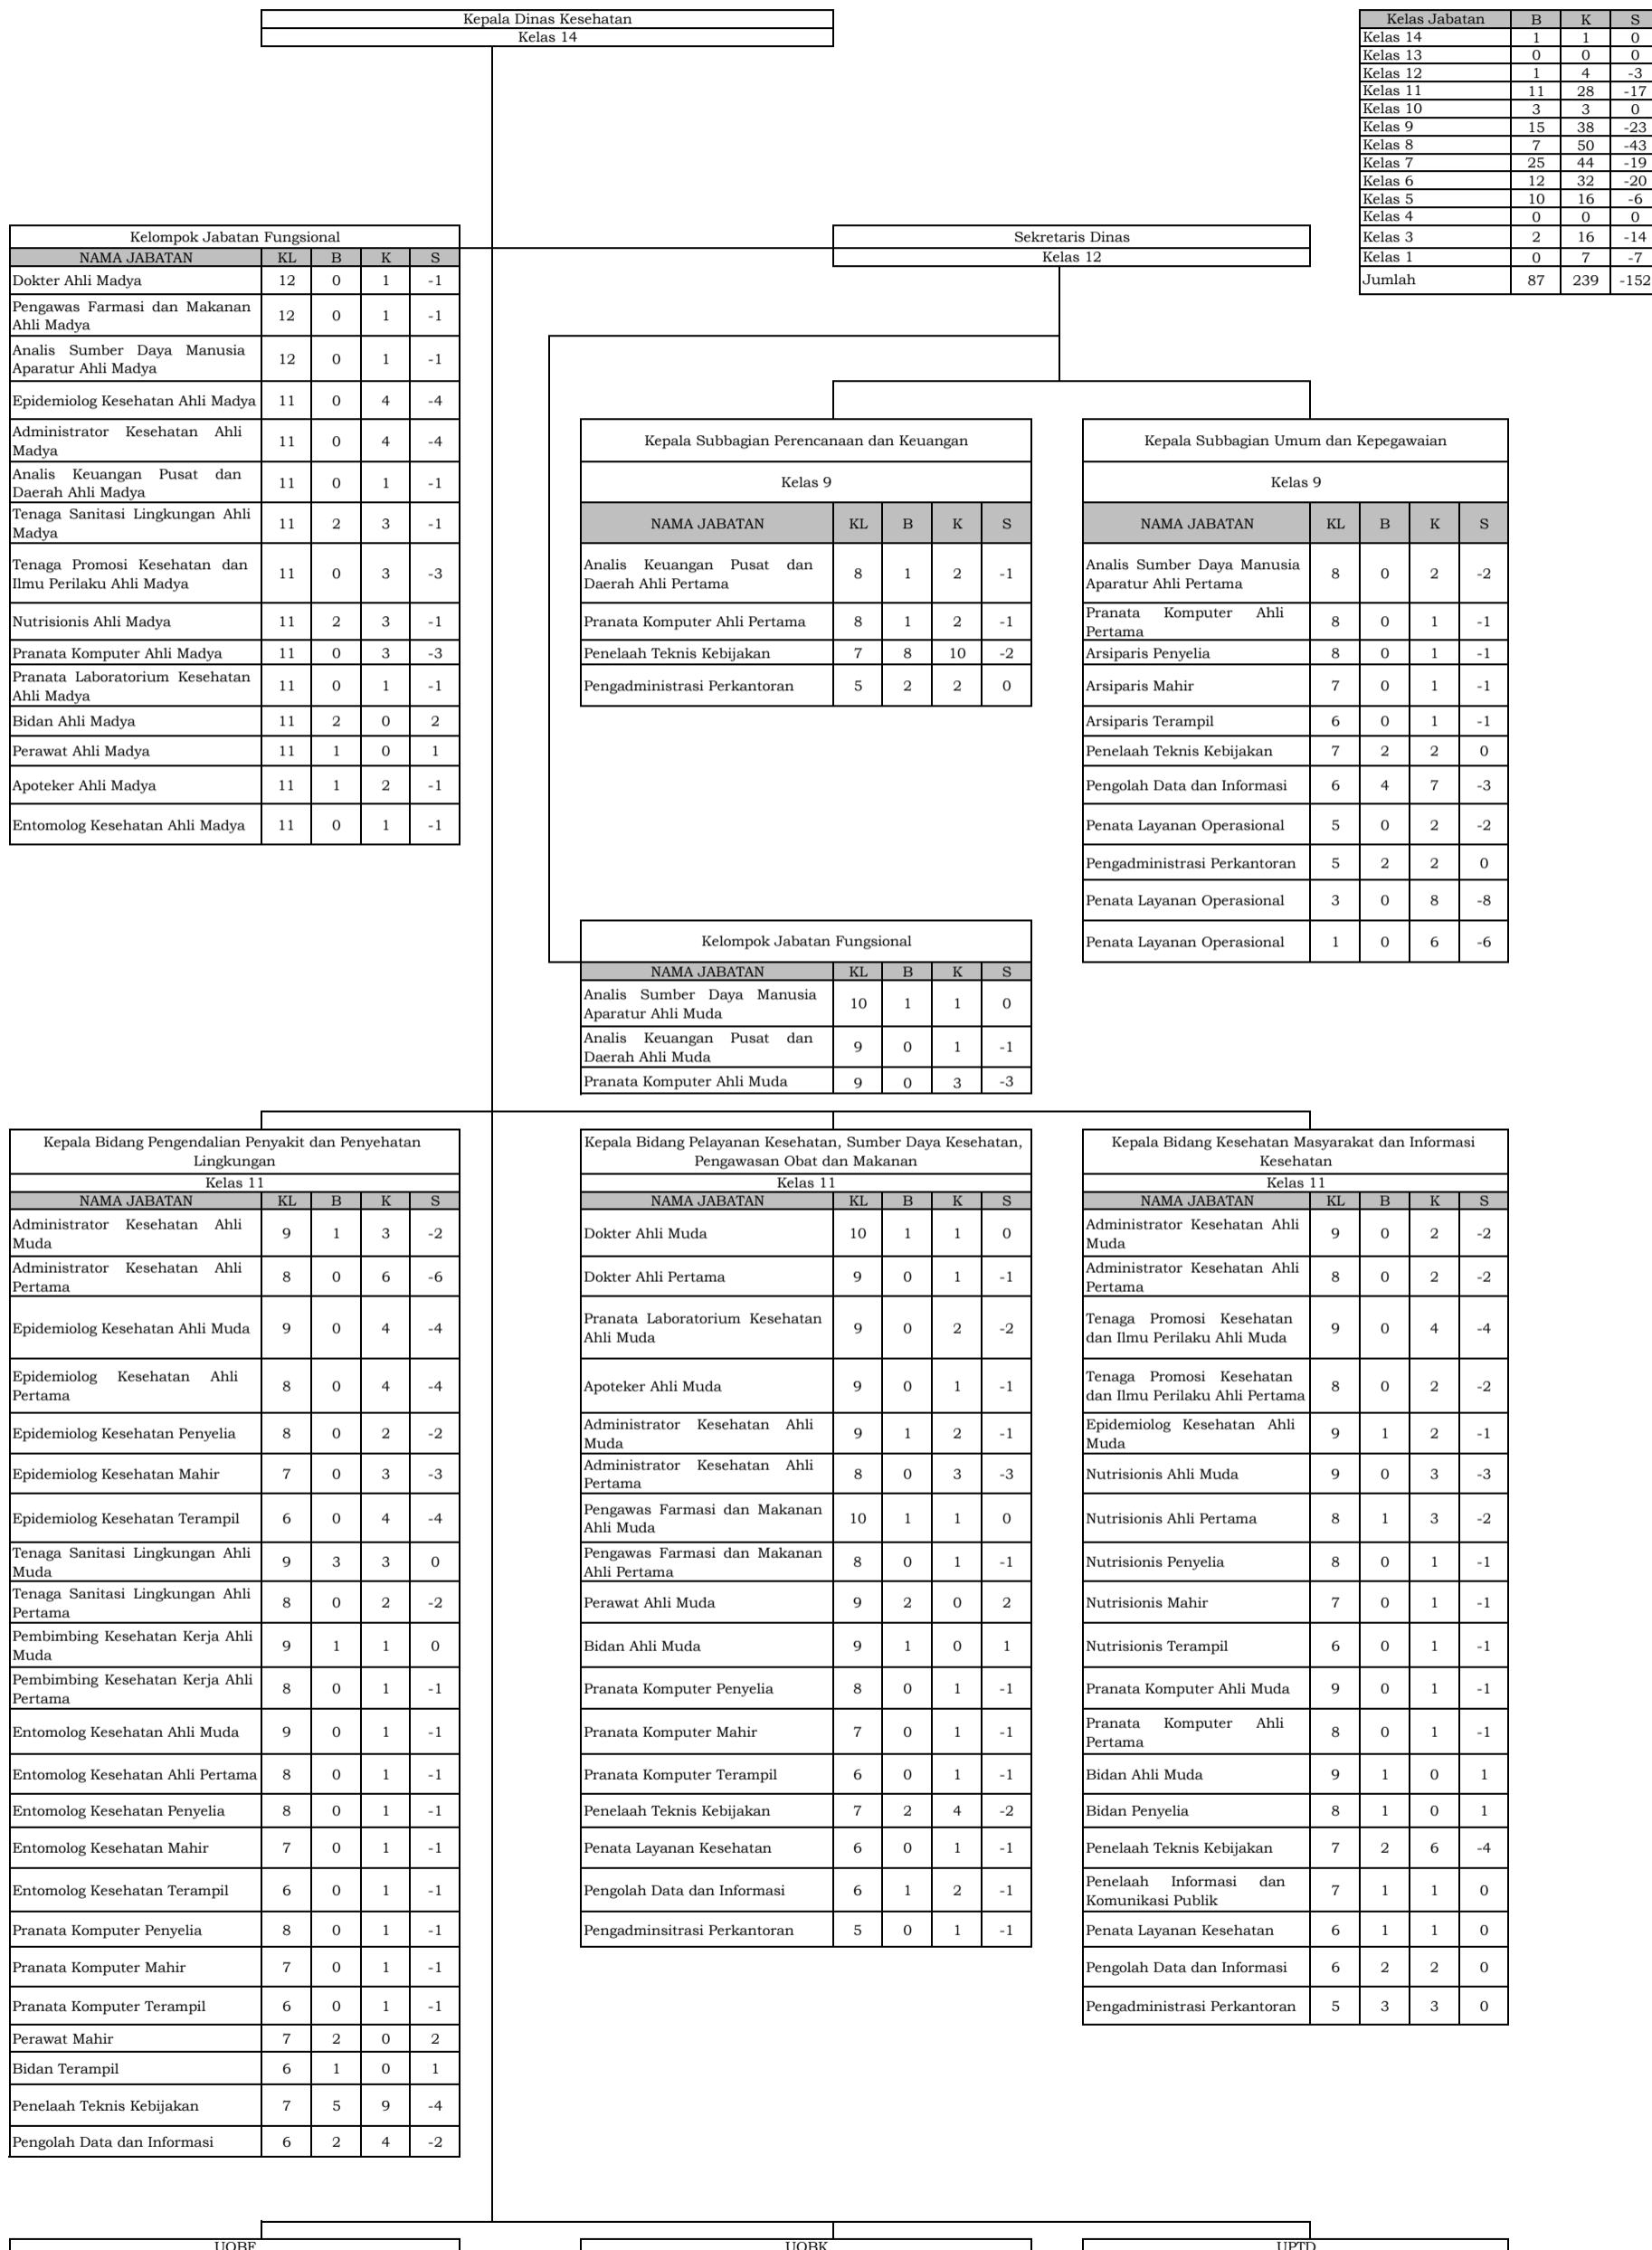 Kepala Dinas Kesehatan
Kelas 14
Kelas Jabatan B K S
Kelas 14 1 1 0
Kelas 13 0 0 0
Kelas 12 1 4 -3
Kelas 11 11 28 -17
Kelas 10 3 3 0
Kelas 9 15 38 -23
Kelas 8 7 50 -43
Kelas 7 25 44 -19
Kelas 6 12 32 -20
Kelas 5 10 16 -6
Kelas 4 0 0 0
Kelas 3 2 16 -14
Kelas 1 0 7 -7
Jumlah 87 239 -152
Kelompok Jabatan Fungsional
NAMA JABATAN KL B K S
Dokter Ahli Madya 12 0 1 -1
Pengawas Farmasi dan Makanan
Ahli Madya 12 0 1 -1
Analis Sumber Daya Manusia
Aparatur Ahli Madya 12 0 1 -1
Epidemiolog Kesehatan Ahli Madya 11 0 4 -4
Administrator Kesehatan Ahli
Madya 11 0 4 -4
Analis Keuangan Pusat dan
Daerah Ahli Madya 11 0 1 -1
Tenaga Sanitasi Lingkungan Ahli
Madya 11 2 3 -1
Tenaga Promosi Kesehatan dan
Ilmu Perilaku Ahli Madya 11 0 3 -3
Nutrisionis Ahli Madya 11 2 3 -1
Pranata Komputer Ahli Madya 11 0 3 -3
Pranata Laboratorium Kesehatan
Ahli Madya 11 0 1 -1
Bidan Ahli Madya 11 2 0 2
Perawat Ahli Madya 11 1 0 1
Apoteker Ahli Madya 11 1 2 -1
Entomolog Kesehatan Ahli Madya 11 0 1 -1
Sekretaris Dinas
Kelas 12
Kepala Subbagian Perencanaan dan Keuangan
Kelas 9
NAMA JABATAN KL B K S
Analis Keuangan Pusat dan
Daerah Ahli Pertama 8 1 2 -1
Pranata Komputer Ahli Pertama 8 1 2 -1
Penelaah Teknis Kebijakan 7 8 10 -2
Pengadministrasi Perkantoran 5 2 2 0
Kepala Subbagian Umum dan Kepegawaian
Kelas 9
NAMA JABATAN KL B K S
Analis Sumber Daya Manusia
Aparatur Ahli Pertama 8 0 2 -2
Pranata Komputer Ahli
Pertama 8 0 1 -1
Arsiparis Penyelia 8 0 1 -1
Arsiparis Mahir 7 0 1 -1
Arsiparis Terampil 6 0 1 -1
Penelaah Teknis Kebijakan 7 2 2 0
Pengolah Data dan Informasi 6 4 7 -3
Penata Layanan Operasional 5 0 2 -2
Pengadministrasi Perkantoran 5 2 2 0
Penata Layanan Operasional 3 0 8 -8
Penata Layanan Operasional 1 0 6 -6
Kelompok Jabatan Fungsional
NAMA JABATAN KL B K S
Analis Sumber Daya Manusia
Aparatur Ahli Muda 10 1 1 0
Analis Keuangan Pusat dan
Daerah Ahli Muda 9 0 1 -1
Pranata Komputer Ahli Muda 9 0 3 -3
Kepala Bidang Pengendalian Penyakit dan Penyehatan
Lingkungan
Kelas 11
NAMA JABATAN KL B K S
Administrator Kesehatan Ahli
Muda 9 1 3 -2
Administrator Kesehatan Ahli
Pertama 8 0 6 -6
Epidemiolog Kesehatan Ahli Muda 9 0 4 -4
Epidemiolog Kesehatan Ahli
Pertama 8 0 4 -4
Epidemiolog Kesehatan Penyelia 8 0 2 -2
Epidemiolog Kesehatan Mahir 7 0 3 -3
Epidemiolog Kesehatan Terampil 6 0 4 -4
Tenaga Sanitasi Lingkungan Ahli
Muda 9 3 3 0
Tenaga Sanitasi Lingkungan Ahli
Pertama 8 0 2 -2
Pembimbing Kesehatan Kerja Ahli
Muda 9 1 1 0
Pembimbing Kesehatan Kerja Ahli
Pertama 8 0 1 -1
Entomolog Kesehatan Ahli Muda 9 0 1 -1
Entomolog Kesehatan Ahli Pertama 8 0 1 -1
Entomolog Kesehatan Penyelia 8 0 1 -1
Entomolog Kesehatan Mahir 7 0 1 -1
Entomolog Kesehatan Terampil 6 0 1 -1
Pranata Komputer Penyelia 8 0 1 -1
Pranata Komputer Mahir 7 0 1 -1
Pranata Komputer Terampil 6 0 1 -1
Perawat Mahir 7 2 0 2
Bidan Terampil 6 1 0 1
Penelaah Teknis Kebijakan 7 5 9 -4
Pengolah Data dan Informasi 6 2 4 -2
Kepala Bidang Pelayanan Kesehatan, Sumber Daya Kesehatan,
Pengawasan Obat dan Makanan
Kelas 11
NAMA JABATAN KL B K S
Dokter Ahli Muda 10 1 1 0
Dokter Ahli Pertama 9 0 1 -1
Pranata Laboratorium Kesehatan
Ahli Muda 9 0 2 -2
Apoteker Ahli Muda 9 0 1 -1
Administrator Kesehatan Ahli
Muda 9 1 2 -1
Administrator Kesehatan Ahli
Pertama 8 0 3 -3
Pengawas Farmasi dan Makanan
Ahli Muda 10 1 1 0
Pengawas Farmasi dan Makanan
Ahli Pertama 8 0 1 -1
Perawat Ahli Muda 9 2 0 2
Bidan Ahli Muda 9 1 0 1
Pranata Komputer Penyelia 8 0 1 -1
Pranata Komputer Mahir 7 0 1 -1
Pranata Komputer Terampil 6 0 1 -1
Penelaah Teknis Kebijakan 7 2 4 -2
Penata Layanan Kesehatan 6 0 1 -1
Pengolah Data dan Informasi 6 1 2 -1
Pengadminsitrasi Perkantoran 5 0 1 -1
Kepala Bidang Kesehatan Masyarakat dan Informasi
Kesehatan
Kelas 11
NAMA JABATAN KL B K S
Administrator Kesehatan Ahli
Muda 9 0 2 -2
Administrator Kesehatan Ahli
Pertama 8 0 2 -2
Tenaga Promosi Kesehatan
dan Ilmu Perilaku Ahli Muda 9 0 4 -4
Tenaga Promosi Kesehatan
dan Ilmu Perilaku Ahli Pertama 8 0 2 -2
Epidemiolog Kesehatan Ahli
Muda 9 1 2 -1
Nutrisionis Ahli Muda 9 0 3 -3
Nutrisionis Ahli Pertama 8 1 3 -2
Nutrisionis Penyelia 8 0 1 -1
Nutrisionis Mahir 7 0 1 -1
Nutrisionis Terampil 6 0 1 -1
Pranata Komputer Ahli Muda 9 0 1 -1
Pranata Komputer Ahli
Pertama 8 0 1 -1
Bidan Ahli Muda 9 1 0 1
Bidan Penyelia 8 1 0 1
Penelaah Teknis Kebijakan 7 2 6 -4
Penelaah Informasi dan
Komunikasi Publik 7 1 1 0
Penata Layanan Kesehatan 6 1 1 0
Pengolah Data dan Informasi 6 2 2 0
Pengadministrasi Perkantoran 5 3 3 0
UOBF
UOBK
UPTD